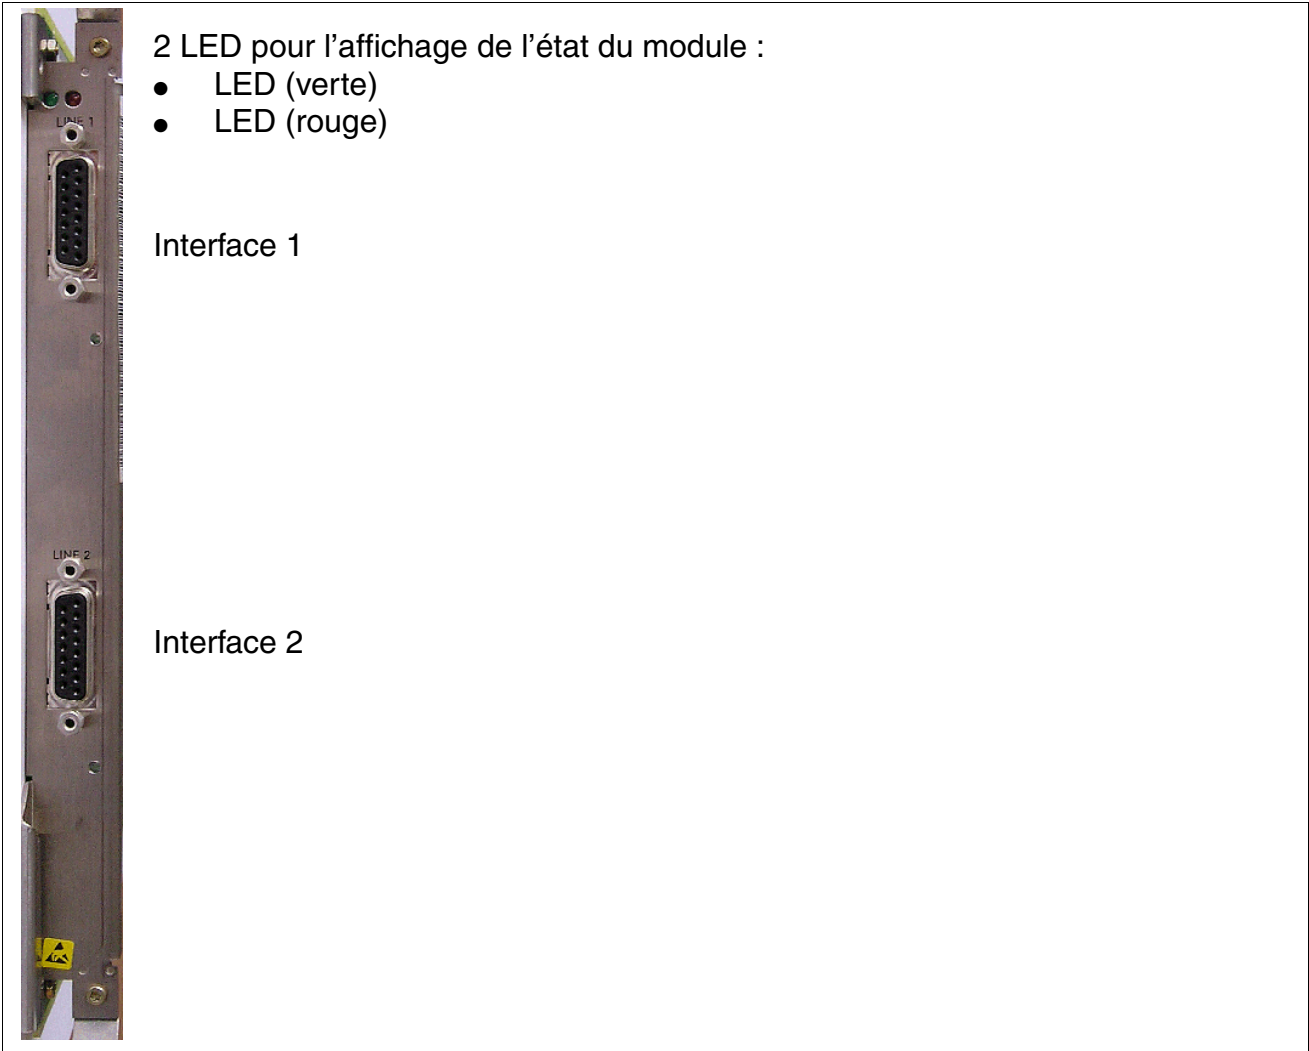 2 LED pour l'affichage de l'état du module :
● LED (verte)
● LED (rouge)
LINE 1
Interface 1
LINE 2
Interface 2